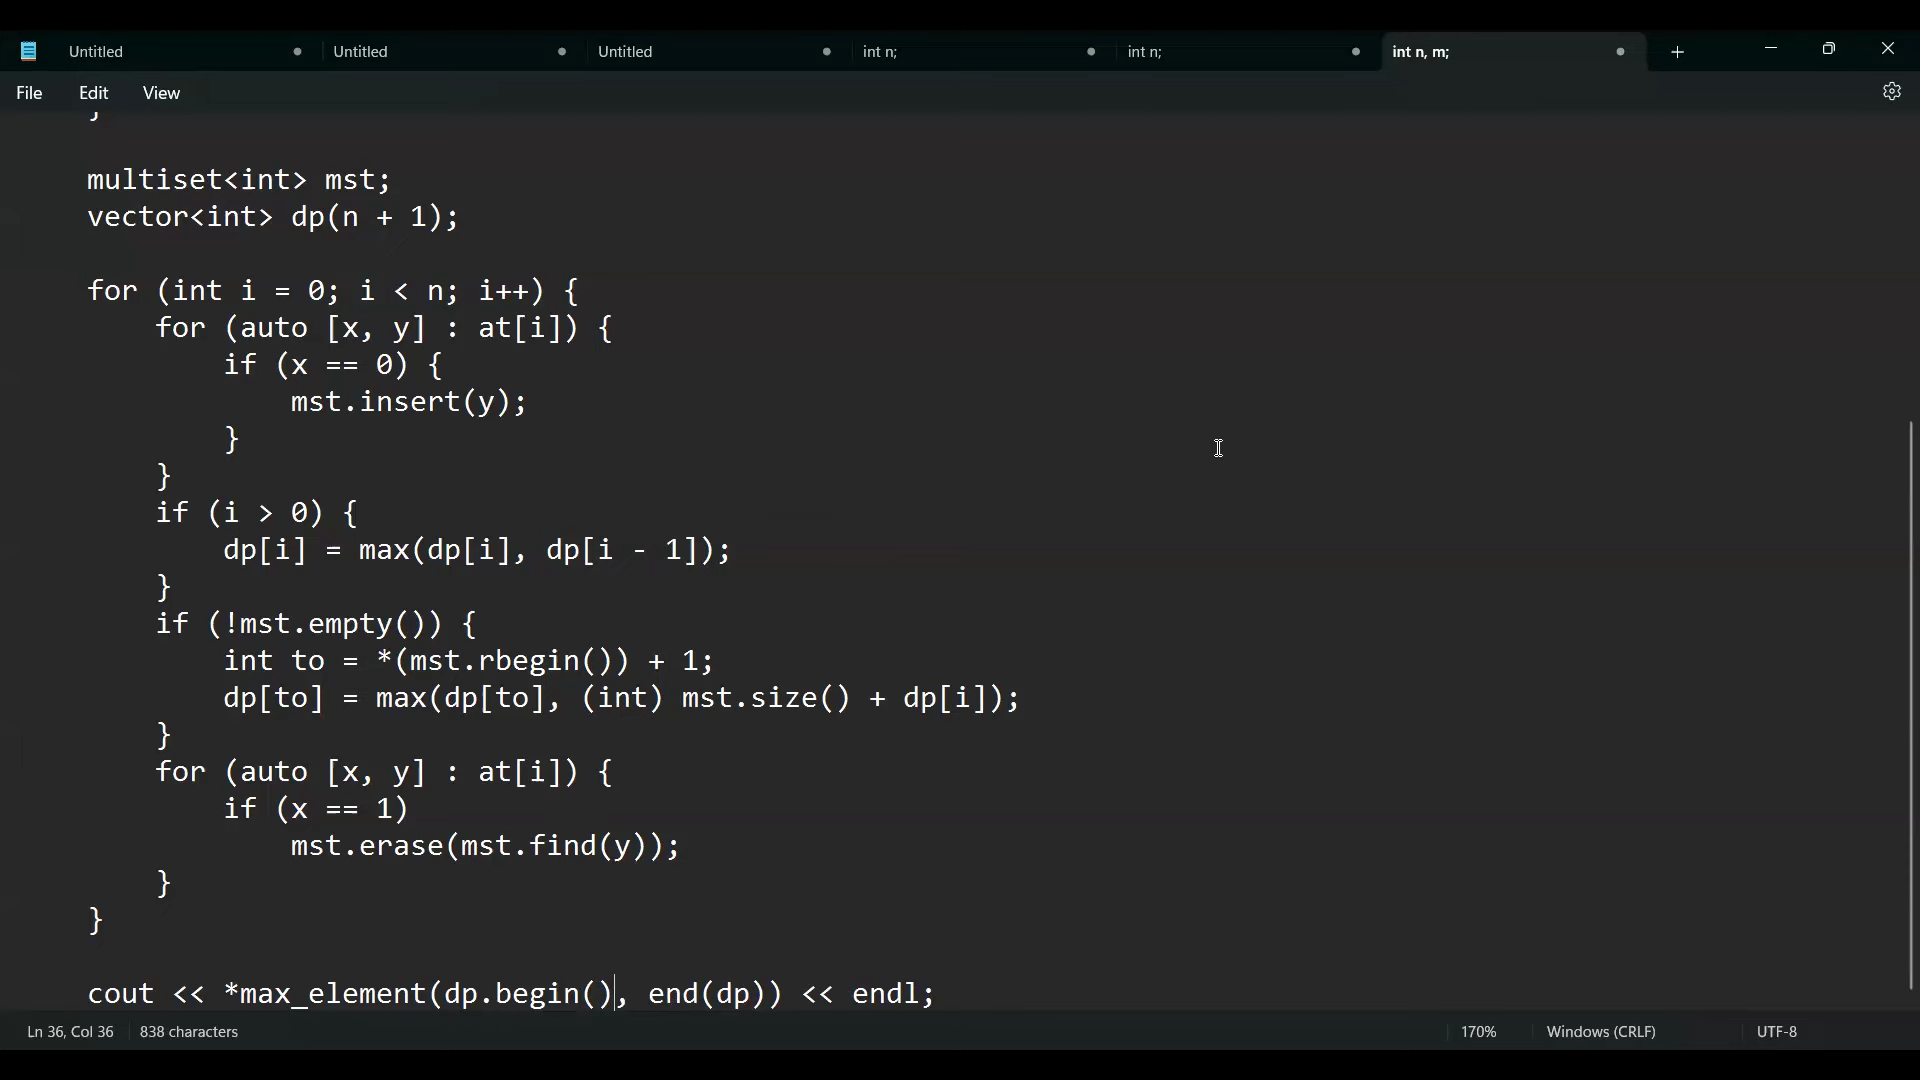 Untitled
Untitled
Untitled
int n;
int n;
int n, m;
File Edit View
}
multiset<int> mst;
vector<int> dp(n + 1);
for (int i = 0; i < n; i++) {
for (auto [x, y] : at[i]) {
if (x == 0) {
mst.insert(y);
}
}
if (i > 0) {
dp[i] = max(dp[i], dp[i - 1]);
}
if (!mst.empty()) {
int to = *(mst.rbegin()) + 1;
dp[to] = max(dp[to], (int) mst.size() + dp[i]);
}
for (auto [x, y] : at[i]) {
if (x == 1)
mst.erase(mst.find(y));
}
}
cout << *max_element(dp.begin(), end(dp)) << endl;
Ln 36, Col 36 838 characters 170% Windows (CRLF) UTF-8